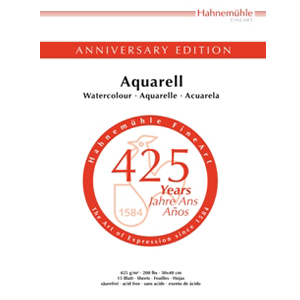 Hahnemühle
FINEART
ANNIVERSARY EDITION
Aquarell
Watercolour · Aquarelle · Acuarela
Hahnemühle FineArt
425
Years
Jahre Ans
Años
1584
The Art of Expression since 1584
425 g/m² · 200 lbs · 30x40 cm
15 Blatt · Sheets · Feuilles · Hojas
säurefrei · acid free · sans acide · exento de ácido